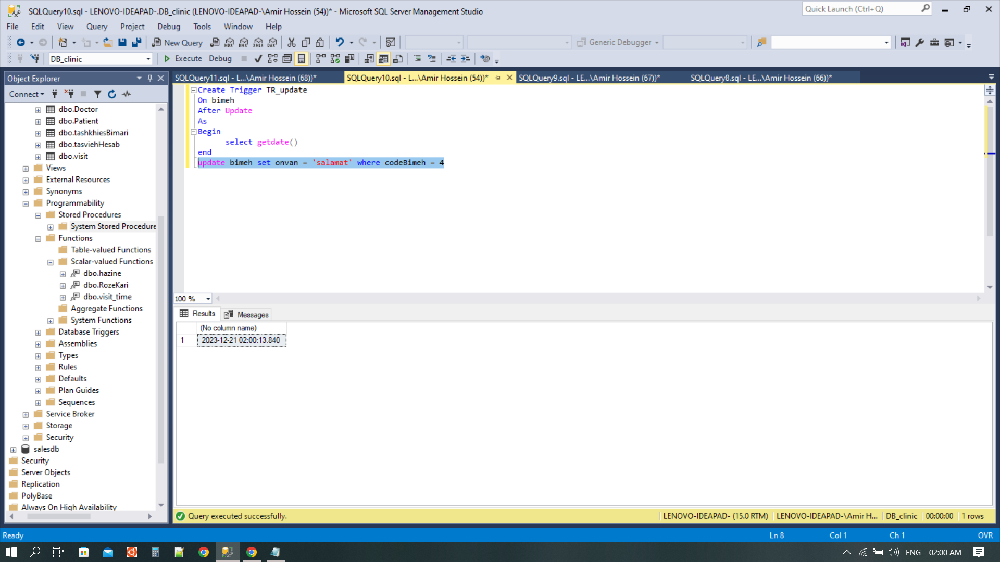 SQLQuery10.sql - LENOVO-IDEAPAD-.DB_clinic (LENOVO-IDEAPAD-\Amir Hossein (54))* - Microsoft SQL Server Management Studio
Quick Launch (Ctrl+Q)
File Edit View Query Project Debug Tools Window Help
New Query
MDX
DMX
XMLA
DAX
Generic Debugger
DB_clinic
Execute
Debug
Object Explorer
Connect
dbo.Doctor
dbo.Patient
dbo.tashkhiesBimari
dbo.tasviehHesab
dbo.visit
Views
External Resources
Synonyms
Programmability
Stored Procedures
System Stored Procedure
Functions
Table-valued Functions
Scalar-valued Functions
dbo.hazine
dbo.RozeKari
dbo.visit_time
Aggregate Functions
System Functions
Database Triggers
Assemblies
Types
Rules
Defaults
Plan Guides
Sequences
Service Broker
Storage
Security
salesdb
Security
Server Objects
Replication
PolyBase
Always On High Availability
SQLQuery11.sql - L...\Amir Hossein (68))*
SQLQuery10.sql - L...\Amir Hossein (54))*
SQLQuery9.sql - LE...\Amir Hossein (67))*
SQLQuery8.sql - LE...\Amir Hossein (66))*
Create Trigger TR_update
On bimeh
After Update
As
Begin
select getdate()
end
update bimeh set onvan = 'salamat' where codeBimeh = 4
100 %
Results
Messages
(No column name)
1 2023-12-21 02:00:13.840
Query executed successfully.
LENOVO-IDEAPAD- (15.0 RTM)
LENOVO-IDEAPAD-\Amir H...
DB_clinic
00:00:00
1 rows
Ready
Ln 8
Col 1
Ch 1
OVR
ENG
02:00 AM